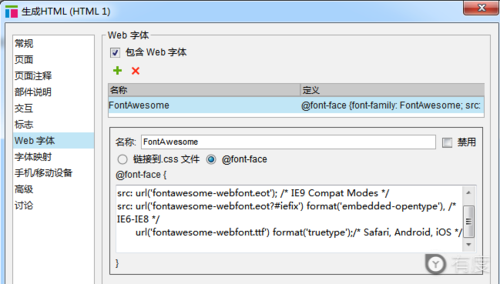 生成HTML (HTML 1)
常规
页面
页面注释
部件说明
交互
标志
Web 字体
字体映射
手机/移动设备
高级
讨论
Web 字体
包含 Web 字体
名称 定义
FontAwesome @font-face {font-family: FontAwesome; src:
名称: FontAwesome 禁用
链接到.css 文件 @font-face
@font-face {
src: url('fontawesome-webfont.eot'); /* IE9 Compat Modes */
src: url('fontawesome-webfont.eot?#iefix') format('embedded-opentype'), /*
IE6-IE8 */
url('fontawesome-webfont.ttf') format('truetype');/* Safari, Android, iOS */
}
有度